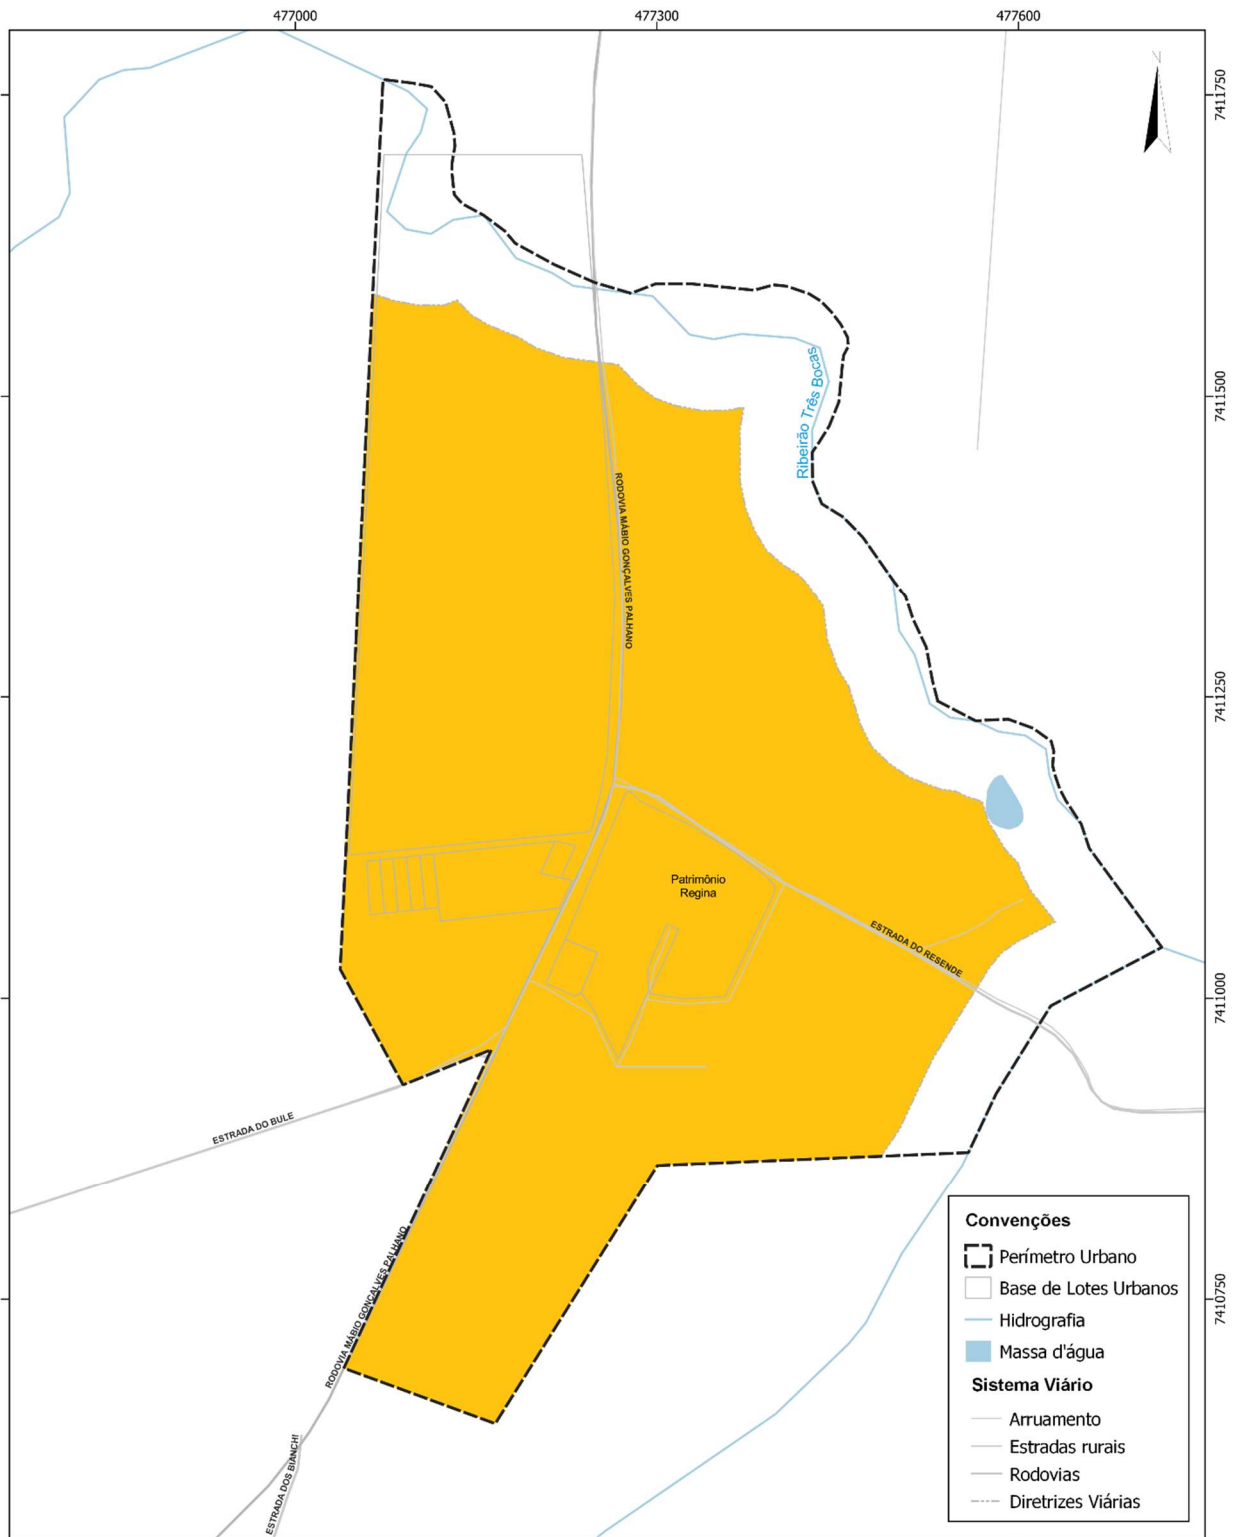 477000
477300
477600
N
7411750
7411500
7411250
7411000
7410750
Ribeirão Três Bocas
RODOVIA MÁBIO GONÇALVES PALHANO
Patrimônio
Regina
ESTRADA DO RESENDE
ESTRADA DO BULE
RODOVIA MÁBIO GONÇALVES PALHANO
ESTRADA DOS BIANCHI
Convenções
Perímetro Urbano
Base de Lotes Urbanos
Hidrografia
Massa d'água
Sistema Viário
Arruamento
Estradas rurais
Rodovias
Diretrizes Viárias